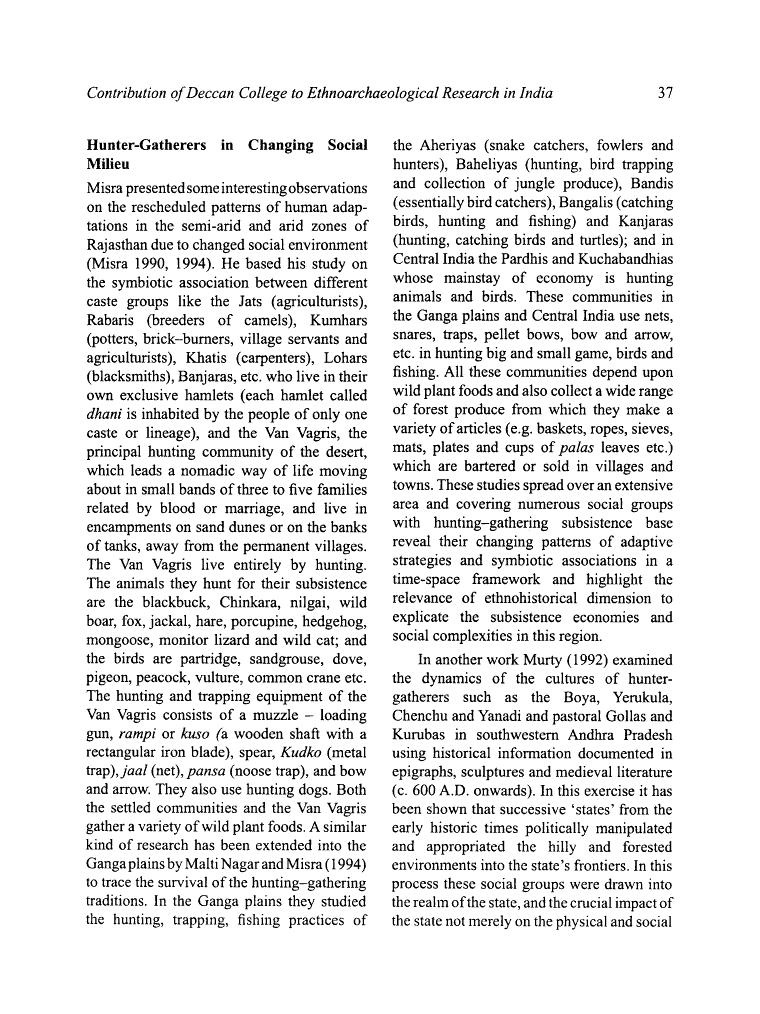 Contribution of Deccan College to Ethnoarchaeological Research in India 37
Hunter-Gatherers in Changing Social
Milieu
Misra presented some interesting observations
on the rescheduled patterns of human adap-
tations in the semi-arid and arid zones of
Rajasthan due to changed social environment
(Misra 1990, 1994). He based his study on
the symbiotic association between different
caste groups like the Jats (agriculturists),
Rabaris (breeders of camels), Kumhars
(potters, brick–burners, village servants and
agriculturists), Khatis (carpenters), Lohars
(blacksmiths), Banjaras, etc. who live in their
own exclusive hamlets (each hamlet called
dhani is inhabited by the people of only one
caste or lineage), and the Van Vagris, the
principal hunting community of the desert,
which leads a nomadic way of life moving
about in small bands of three to five families
related by blood or marriage, and live in
encampments on sand dunes or on the banks
of tanks, away from the permanent villages.
The Van Vagris live entirely by hunting.
The animals they hunt for their subsistence
are the blackbuck, Chinkara, nilgai, wild
boar, fox, jackal, hare, porcupine, hedgehog,
mongoose, monitor lizard and wild cat; and
the birds are partridge, sandgrouse, dove,
pigeon, peacock, vulture, common crane etc.
The hunting and trapping equipment of the
Van Vagris consists of a muzzle – loading
gun, rampi or kuso (a wooden shaft with a
rectangular iron blade), spear, Kudko (metal
trap), jaal (net), pansa (noose trap), and bow
and arrow. They also use hunting dogs. Both
the settled communities and the Van Vagris
gather a variety of wild plant foods. A similar
kind of research has been extended into the
Ganga plains by Malti Nagar and Misra (1994)
to trace the survival of the hunting–gathering
traditions. In the Ganga plains they studied
the hunting, trapping, fishing practices of
the Aheriyas (snake catchers, fowlers and
hunters), Baheliyas (hunting, bird trapping
and collection of jungle produce), Bandis
(essentially bird catchers), Bangalis (catching
birds, hunting and fishing) and Kanjaras
(hunting, catching birds and turtles); and in
Central India the Pardhis and Kuchabandhias
whose mainstay of economy is hunting
animals and birds. These communities in
the Ganga plains and Central India use nets,
snares, traps, pellet bows, bow and arrow,
etc. in hunting big and small game, birds and
fishing. All these communities depend upon
wild plant foods and also collect a wide range
of forest produce from which they make a
variety of articles (e.g. baskets, ropes, sieves,
mats, plates and cups of palas leaves etc.)
which are bartered or sold in villages and
towns. These studies spread over an extensive
area and covering numerous social groups
with hunting–gathering subsistence base
reveal their changing patterns of adaptive
strategies and symbiotic associations in a
time-space framework and highlight the
relevance of ethnohistorical dimension to
explicate the subsistence economies and
social complexities in this region.
In another work Murty (1992) examined
the dynamics of the cultures of hunter-
gatherers such as the Boya, Yerukula,
Chenchu and Yanadi and pastoral Gollas and
Kurubas in southwestern Andhra Pradesh
using historical information documented in
epigraphs, sculptures and medieval literature
(c. 600 A.D. onwards). In this exercise it has
been shown that successive ‘states’ from the
early historic times politically manipulated
and appropriated the hilly and forested
environments into the state’s frontiers. In this
process these social groups were drawn into
the realm of the state, and the crucial impact of
the state not merely on the physical and social